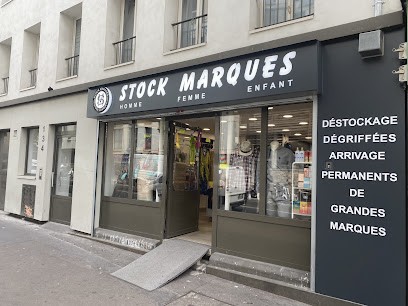 STOCK MARQUES
HOMME FEMME ENFANT
DÉSTOCKAGE
DÉGRIFFÉES
ARRIVAGE
PERMANENTS
DE
GRANDES
MARQUES